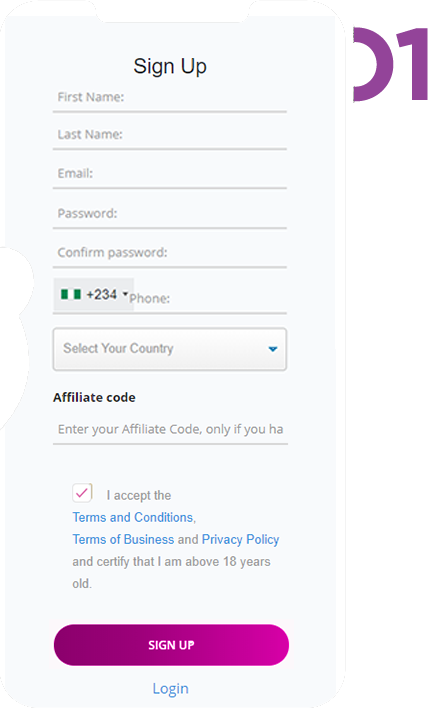 01
Sign Up
First Name:
Last Name:
Email:
Password:
Confirm password:
+234 Phone:
Select Your Country
Affiliate code
Enter your Affiliate Code, only if you ha
I accept the
Terms and Conditions,
Terms of Business and Privacy Policy
and certify that I am above 18 years
old.
SIGN UP
Login